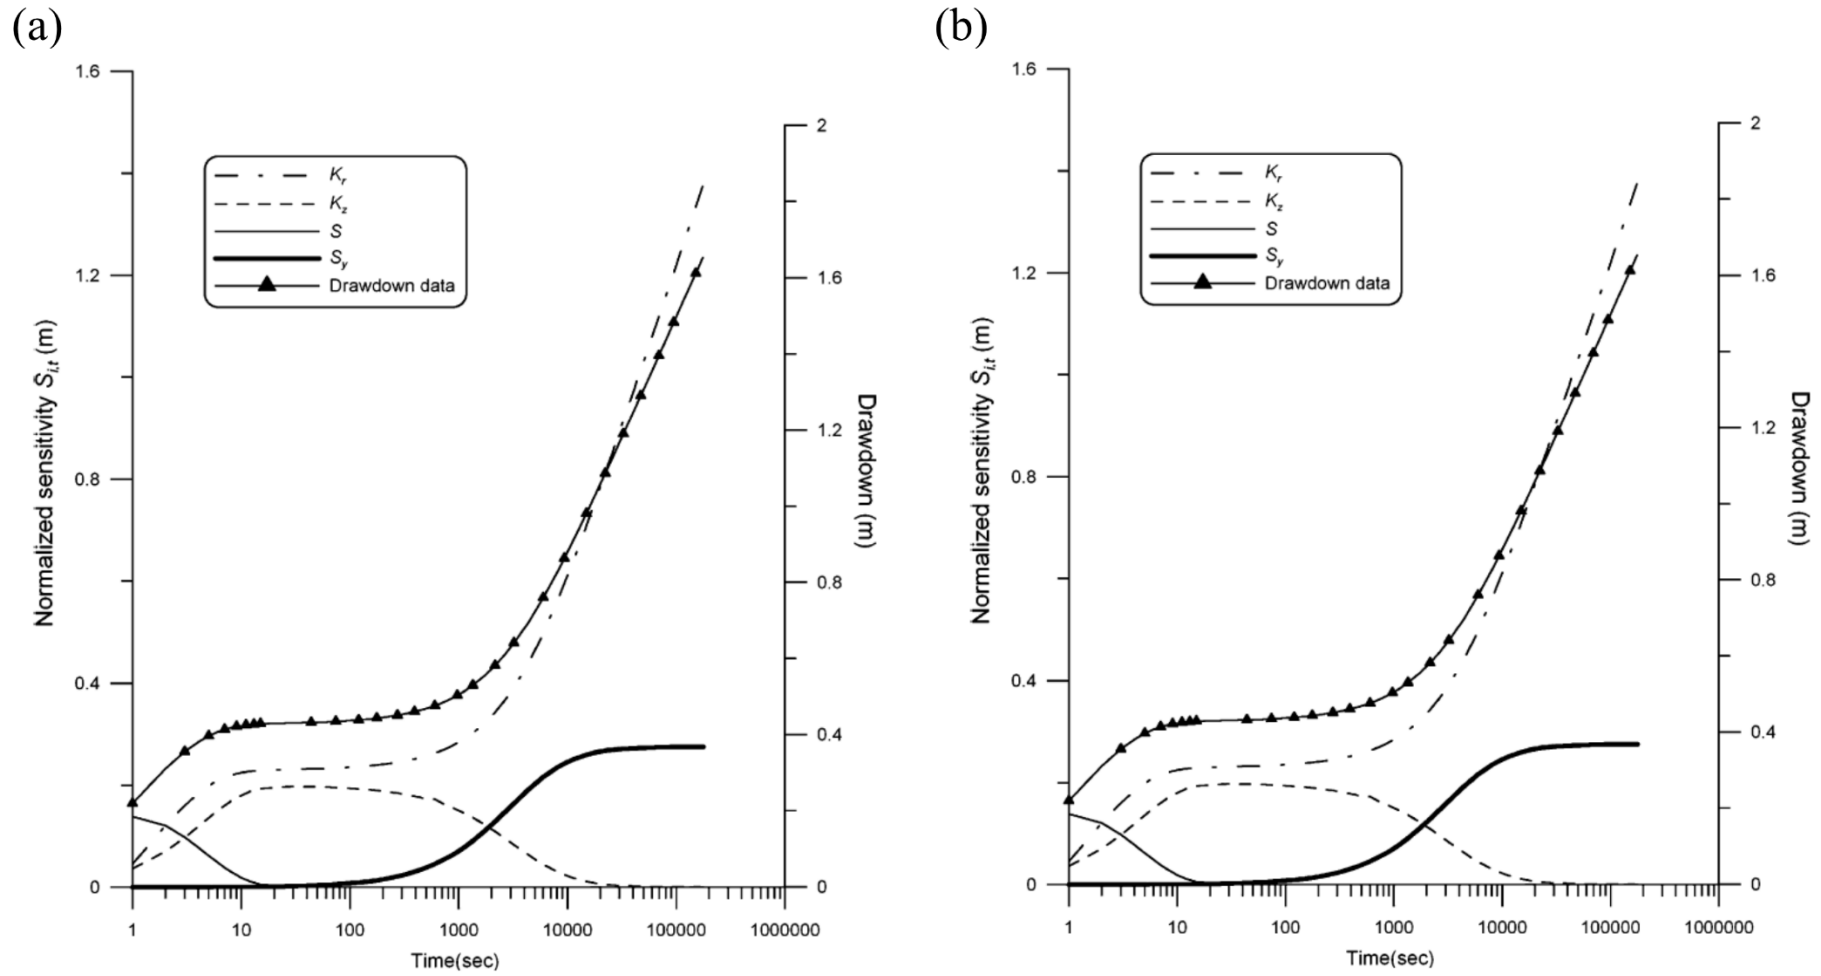 (a)
1.6
1.2
0.8
0.4
0
Normalized sensitivity S_i,t (m)
K_r
K_z
S
S_y
Drawdown data
2
1.6
1.2
0.8
0.4
0
Drawdown (m)
1 10 100 1000 10000 100000 1000000
Time(sec)
(b)
1.6
1.2
0.8
0.4
0
Normalized sensitivity S_i,t (m)
K_r
K_z
S
S_y
Drawdown data
2
1.6
1.2
0.8
0.4
0
Drawdown (m)
1 10 100 1000 10000 100000 1000000
Time(sec)